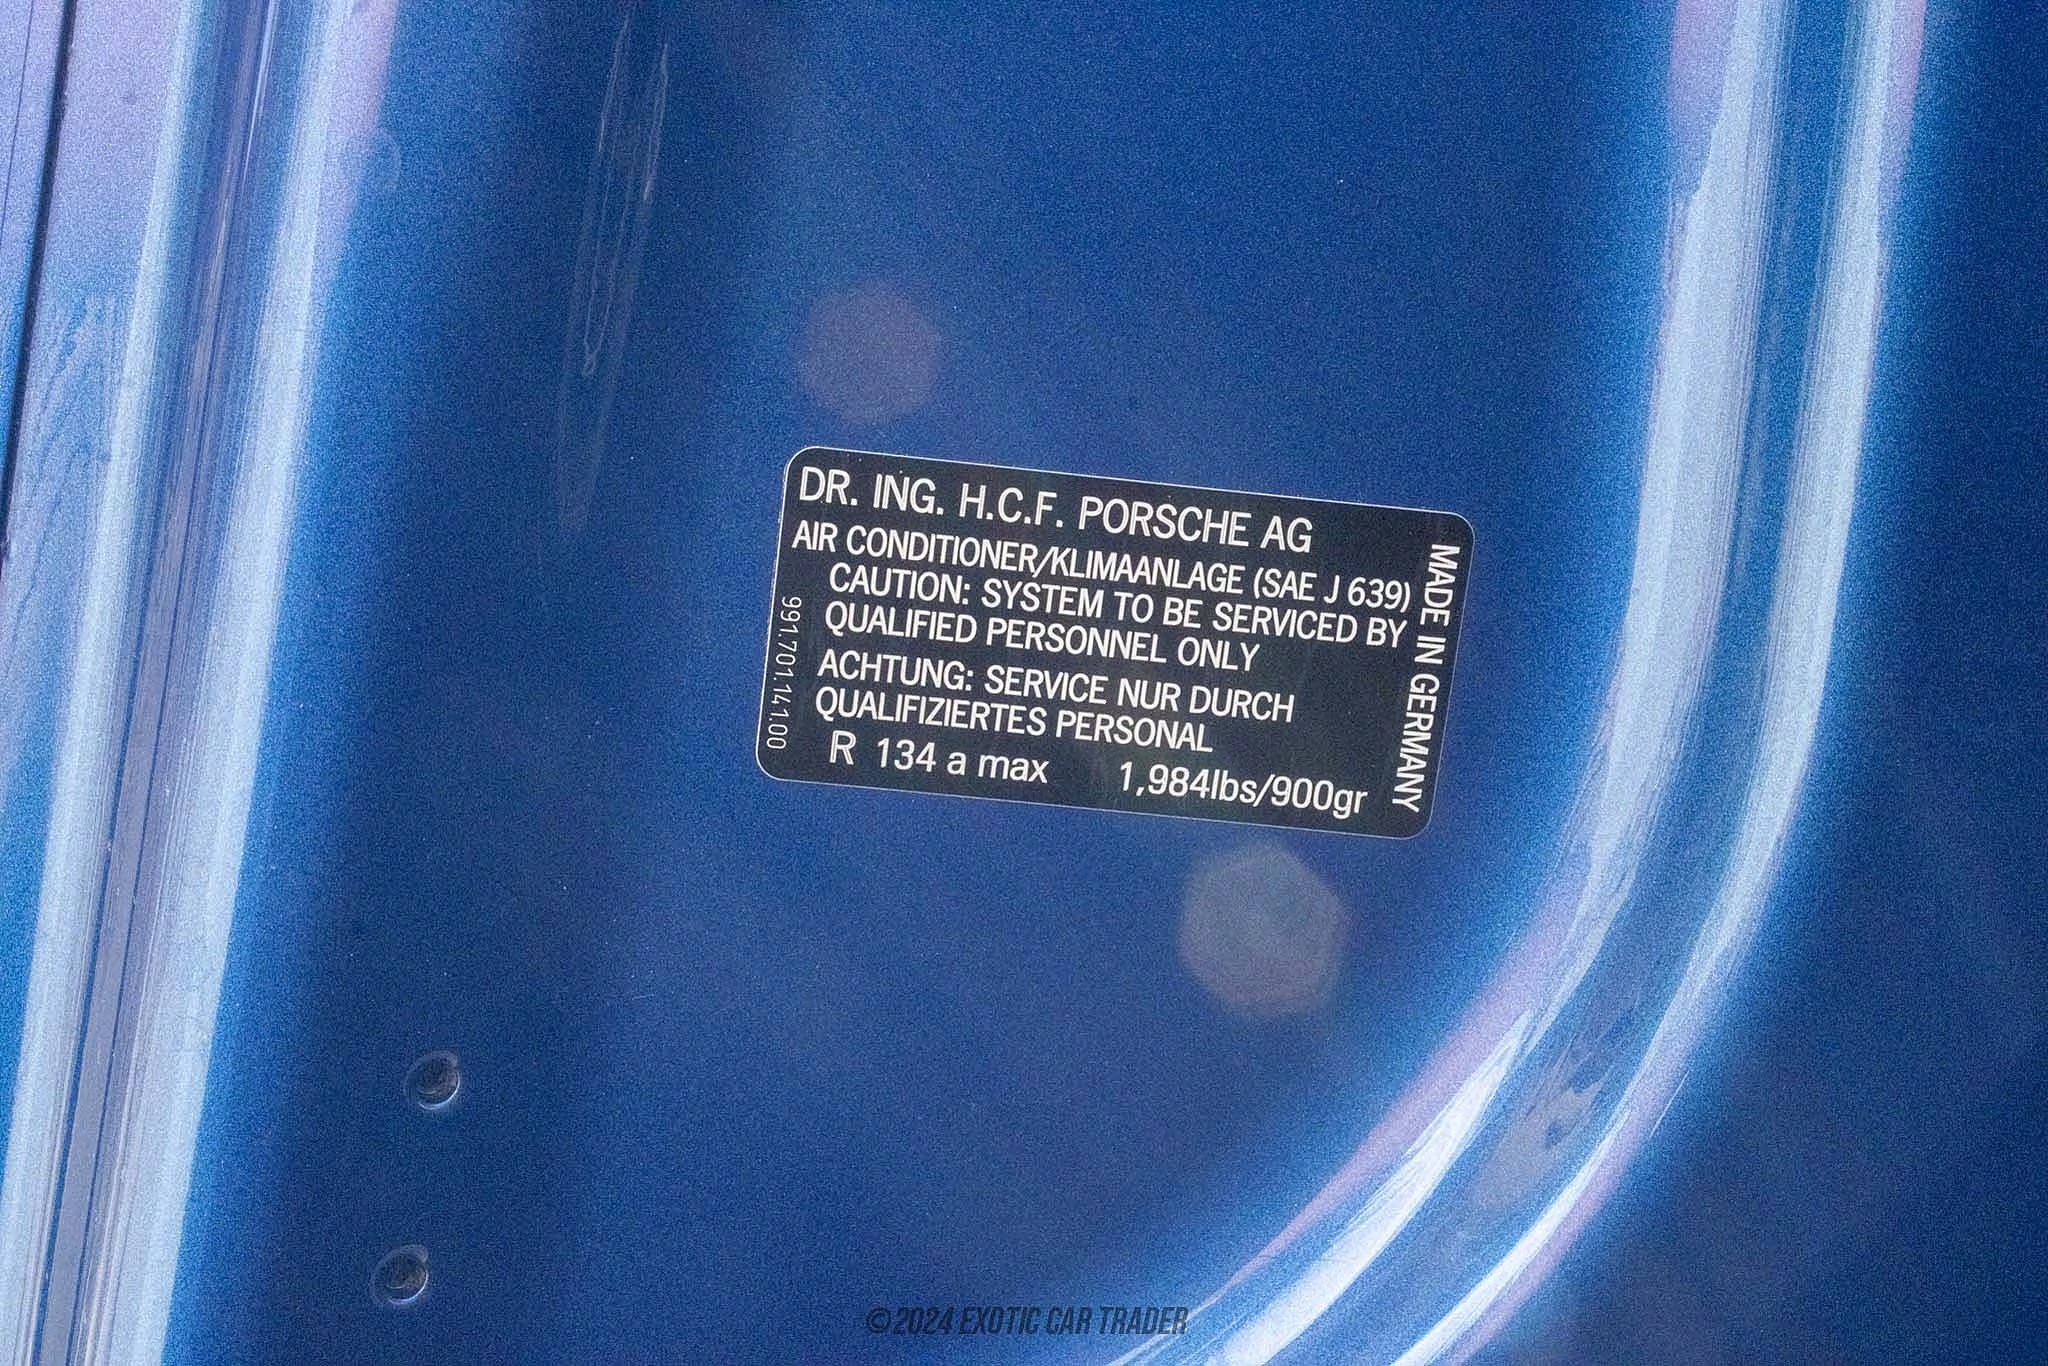 DR. ING. H.C.F. PORSCHE AG
AIR CONDITIONER/KLIMAANLAGE (SAE J 639)
CAUTION: SYSTEM TO BE SERVICED BY
QUALIFIED PERSONNEL ONLY
ACHTUNG: SERVICE NUR DURCH
QUALIFIZIERTES PERSONAL
R 134 a max 1,984lbs/900gr
MADE IN GERMANY
991.701.141.00
©2024 EXOTIC CAR TRADER